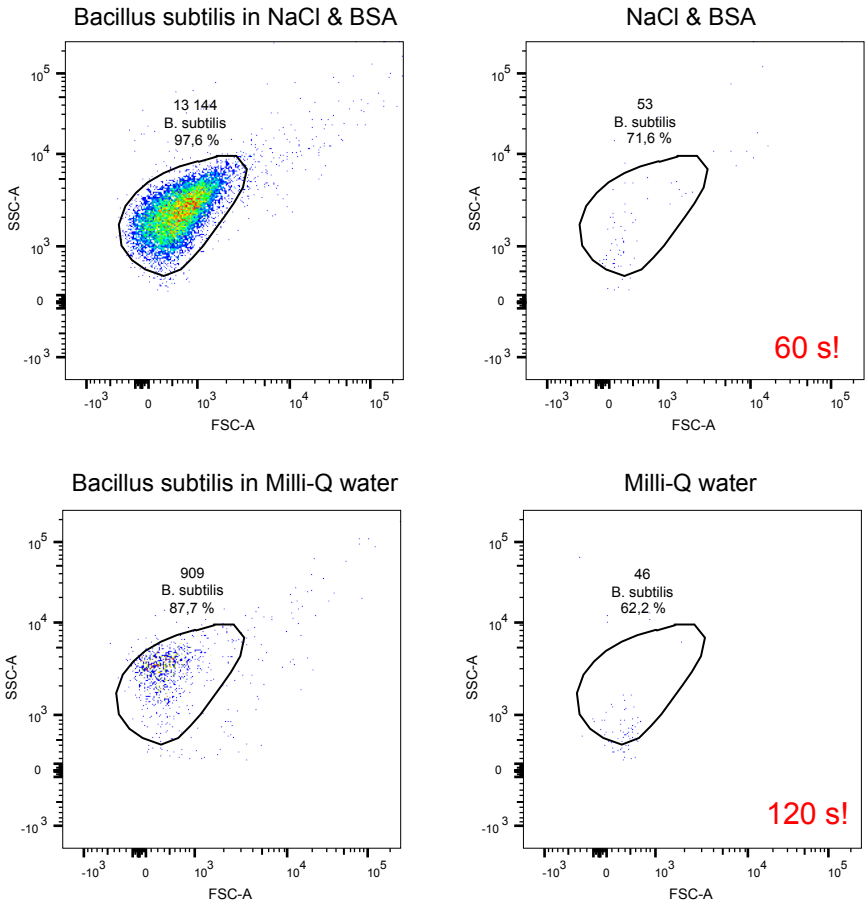 Bacillus subtilis in NaCl & BSA
10⁵
13 144
B. subtilis
97,6 %
10⁴
SSC-A
10³
0
-10³
-10³ 0 10³ 10⁴ 10⁵
FSC-A
NaCl & BSA
10⁵
53
B. subtilis
71,6 %
10⁴
SSC-A
10³
0
-10³
60 s!
-10³ 0 10³ 10⁴ 10⁵
FSC-A
Bacillus subtilis in Milli-Q water
10⁵
909
B. subtilis
87,7 %
10⁴
SSC-A
10³
0
-10³
-10³ 0 10³ 10⁴ 10⁵
FSC-A
Milli-Q water
10⁵
46
B. subtilis
62,2 %
10⁴
SSC-A
10³
0
-10³
120 s!
-10³ 0 10³ 10⁴ 10⁵
FSC-A